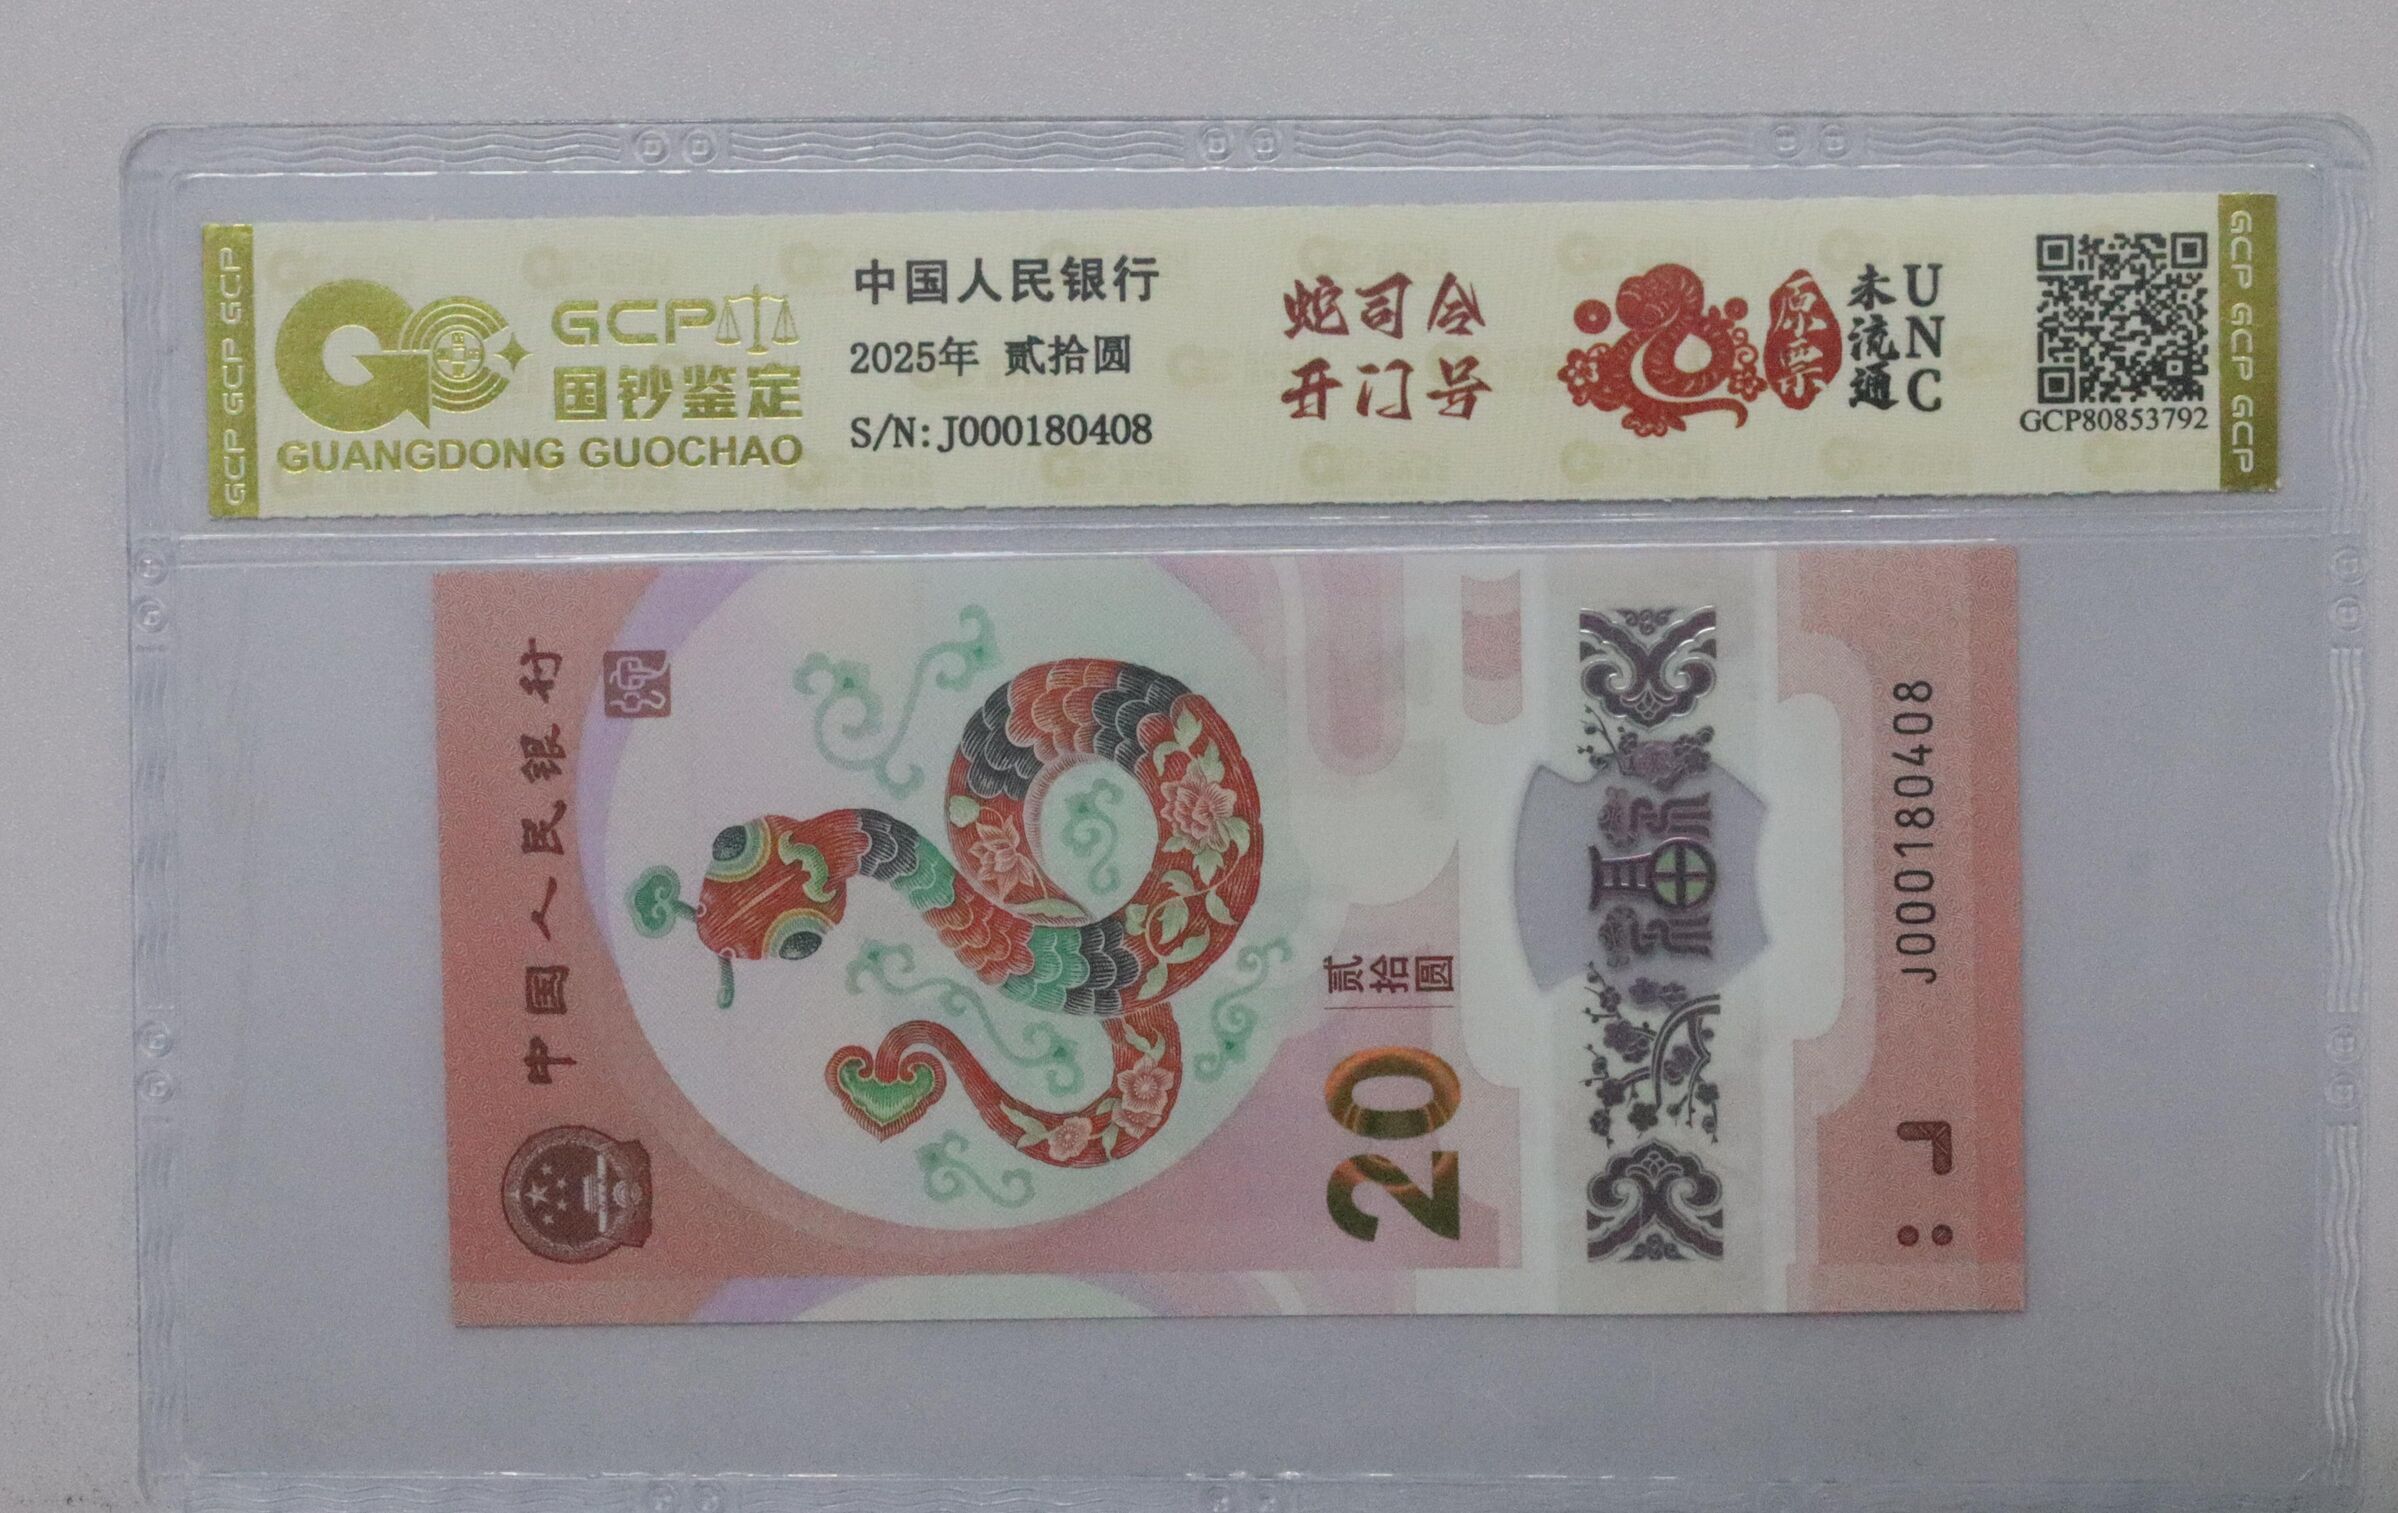 GCP GCP GCP
GCP
国钞鉴定
GUANGDONG GUOCHAO
中国人民银行
2025年 贰拾圆
S/N: J000180408
蛇司令
开门号
原票
未流通
UNC
GCP80853792
GCP GCP GCP
中国人民银行
贰拾圆
20
福
J000180408